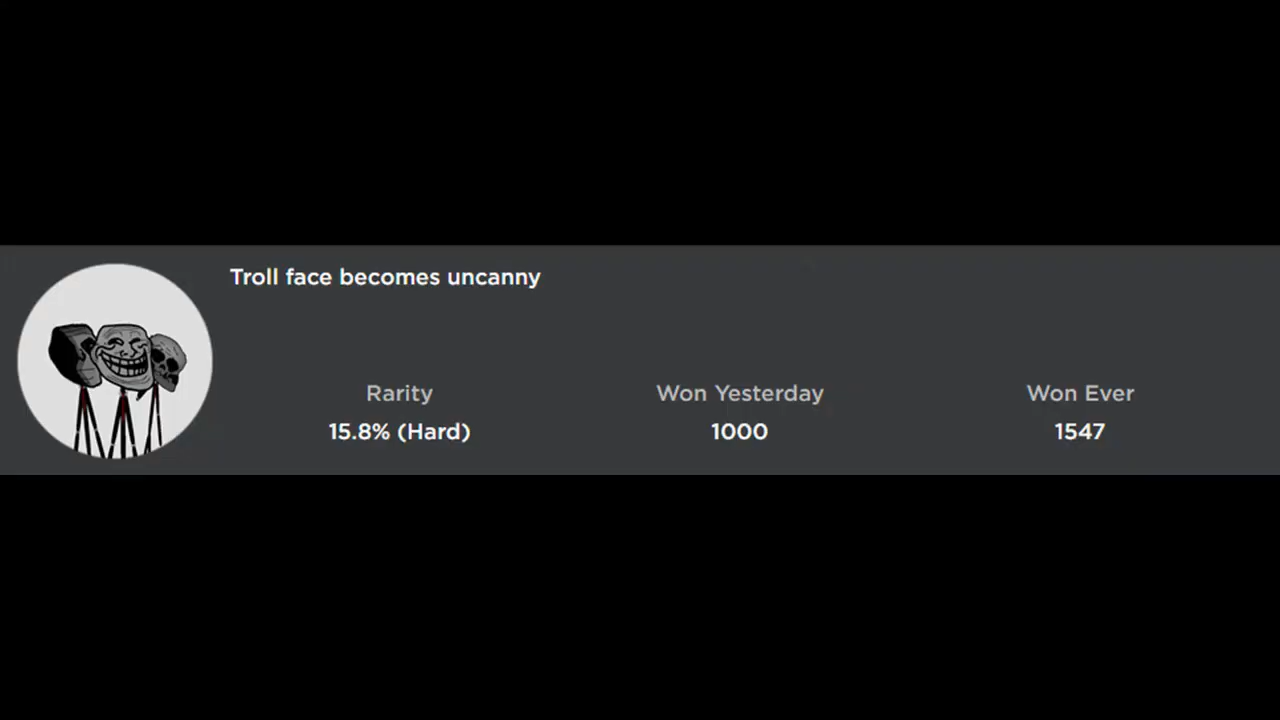 Troll face becomes uncanny
Rarity Won Yesterday Won Ever
15.8% (Hard) 1000 1547